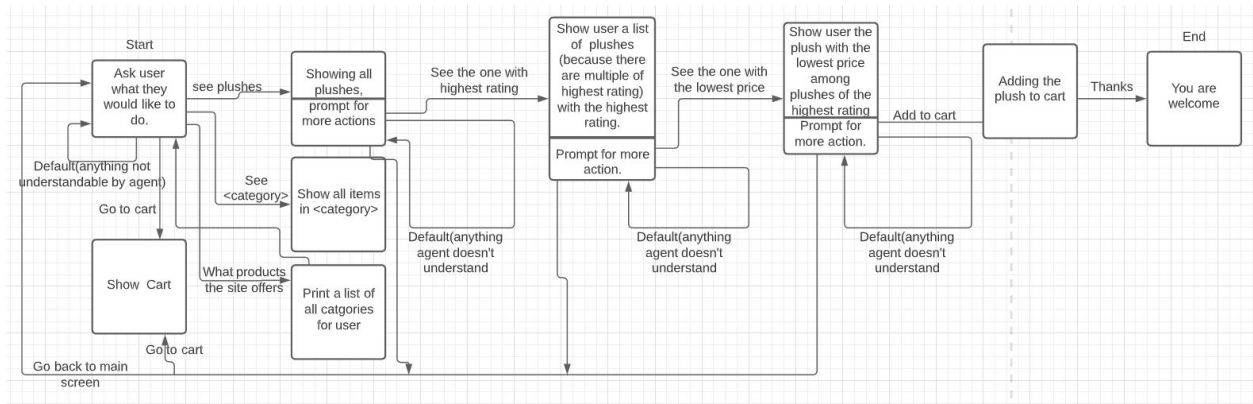 Start
Ask user
what they
would like to
do.
see plushes
Default(anything not
understandable by agent)
Go to cart
Show Cart
Go to cart
Go back to main
screen
Showing all
plushes,
prompt for
more actions
See
<category>
Show all items
in <category>
What products
the site offers
Print a list of
all catgories
for user
See the one with
highest rating
Default(anything
agent doesn't
understand
Show user a list
of plushes
(because there
are multiple of
highest rating)
with the highest
rating.
Prompt for more
action.
See the one with
the lowest price
Default(anything
agent doesn't
understand
Show user the
plush with the
lowest price
among
plushes of the
highest rating
Prompt for
more action.
Add to cart
Default(anything
agent doesn't
understand
Adding the
plush to cart
Thanks
End
You are
welcome